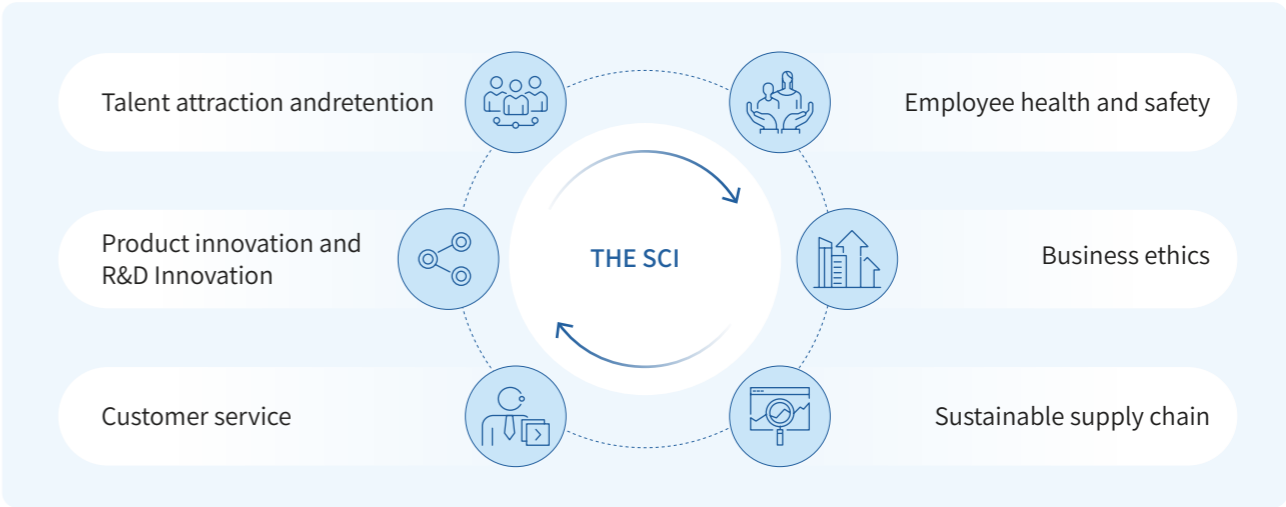 Talent attraction andretention
Employee health and safety
Product innovation and
R&D Innovation
THE SCI
Business ethics
Customer service
Sustainable supply chain